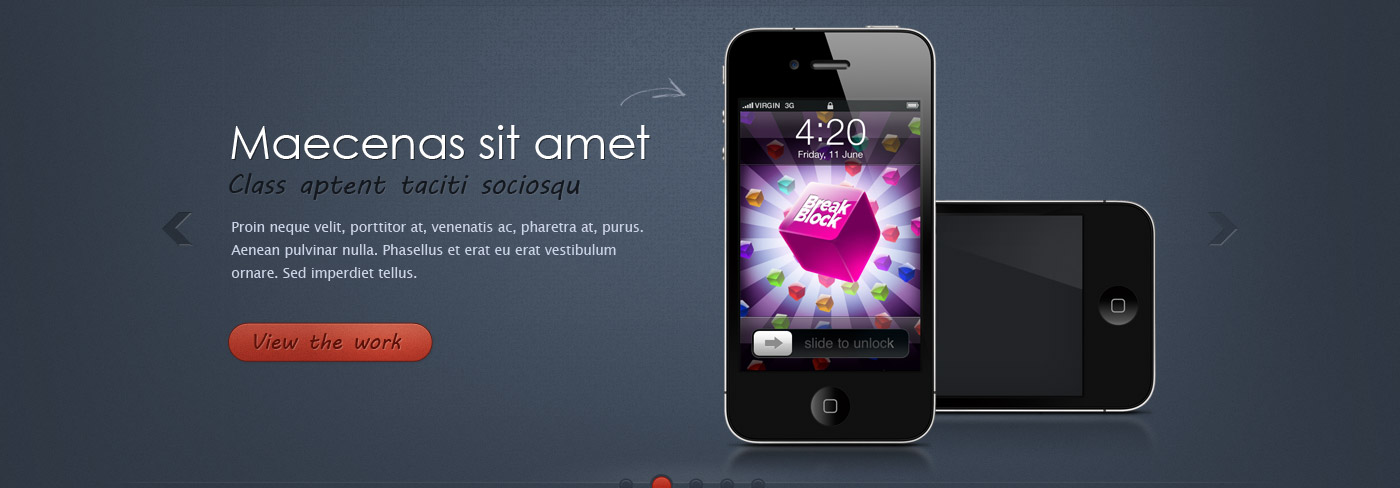 Maecenas sit amet
Class aptent taciti sociosqu
Proin neque velit, porttitor at, venenatis ac, pharetra at, purus.
Aenean pulvinar nulla. Phasellus et erat eu erat vestibulum
ornare. Sed imperdiet tellus.
View the work
VIRGIN 3G
4:20
Friday, 11 June
Break
Block
slide to unlock